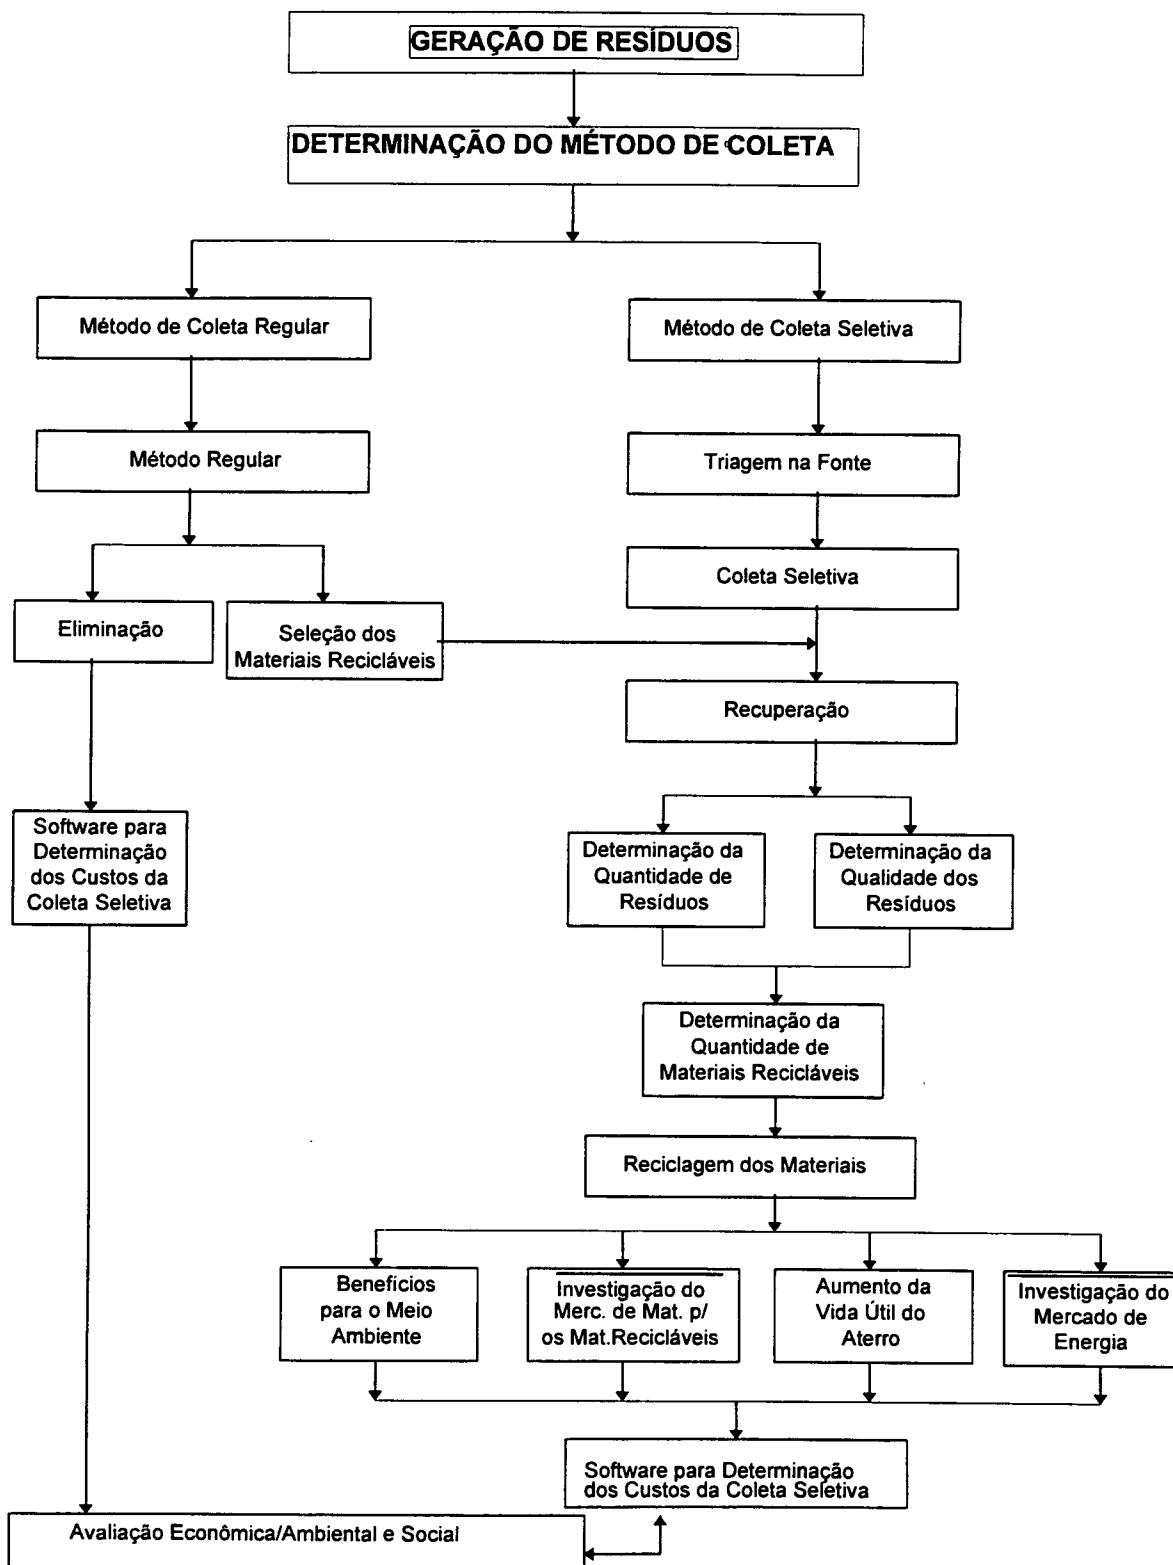 GERAÇÃO DE RESÍDUOS
DETERMINAÇÃO DO MÉTODO DE COLETA
Método de Coleta Regular
Método de Coleta Seletiva
Método Regular
Triagem na Fonte
Coleta Seletiva
Eliminação
Seleção dos
Materiais Recicláveis
Recuperação
Software para
Determinação
dos Custos da
Coleta Seletiva
Determinação da
Quantidade de
Resíduos
Determinação da
Qualidade dos
Resíduos
Determinação da
Quantidade de
Materiais Recicláveis
Reciclagem dos Materiais
Benefícios
para o Meio
Ambiente
Investigação do
Merc. de Mat. p/
os Mat.Recicláveis
Aumento da
Vida Útil do
Aterro
Investigação do
Mercado de
Energia
Software para Determinação
dos Custos da Coleta Seletiva
Avaliação Econômica/Ambiental e Social